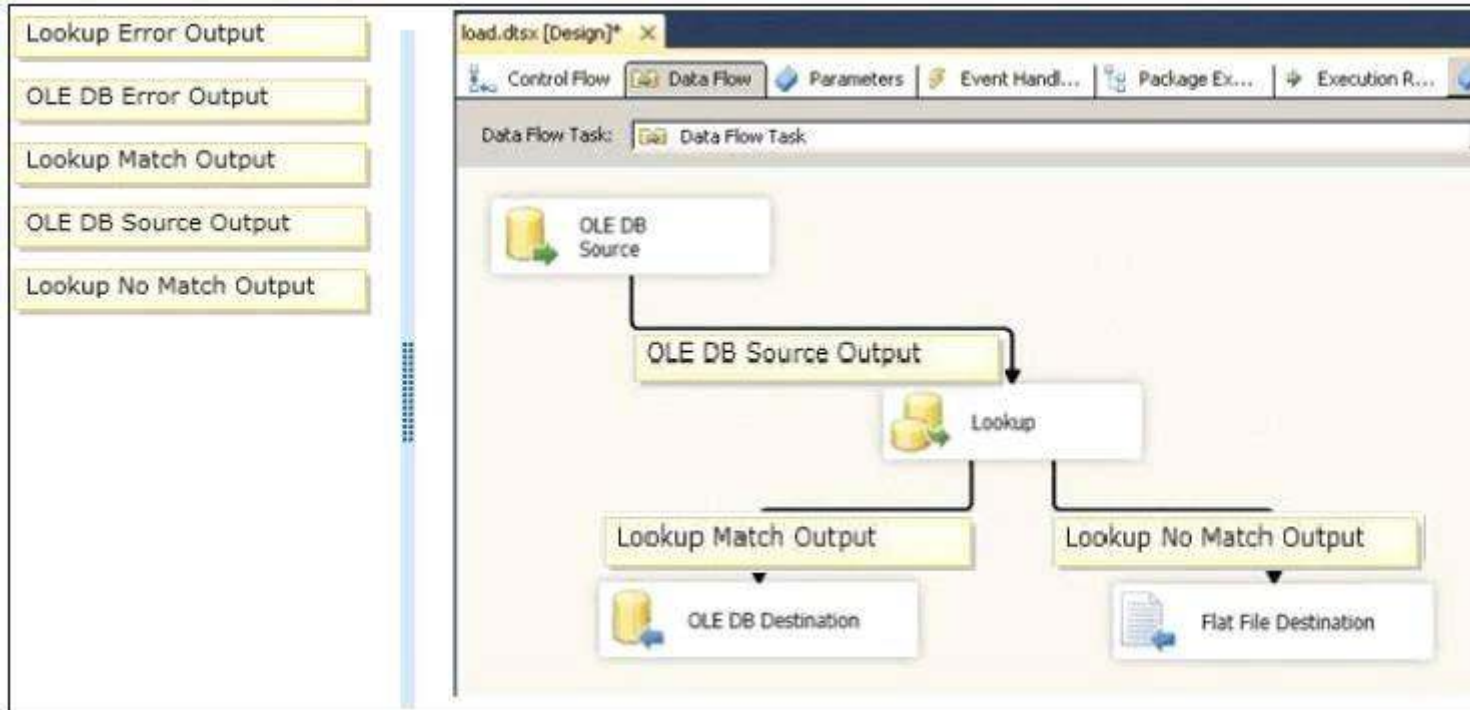 Lookup Error Output
OLE DB Error Output
Lookup Match Output
OLE DB Source Output
Lookup No Match Output
load.dtsx [Design]*
Control Flow
Data Flow
Parameters
Event Handl...
Package Ex...
Execution R...
Data Flow Task:
Data Flow Task
OLE DB
Source
OLE DB Source Output
Lookup
Lookup Match Output
Lookup No Match Output
OLE DB Destination
Flat File Destination